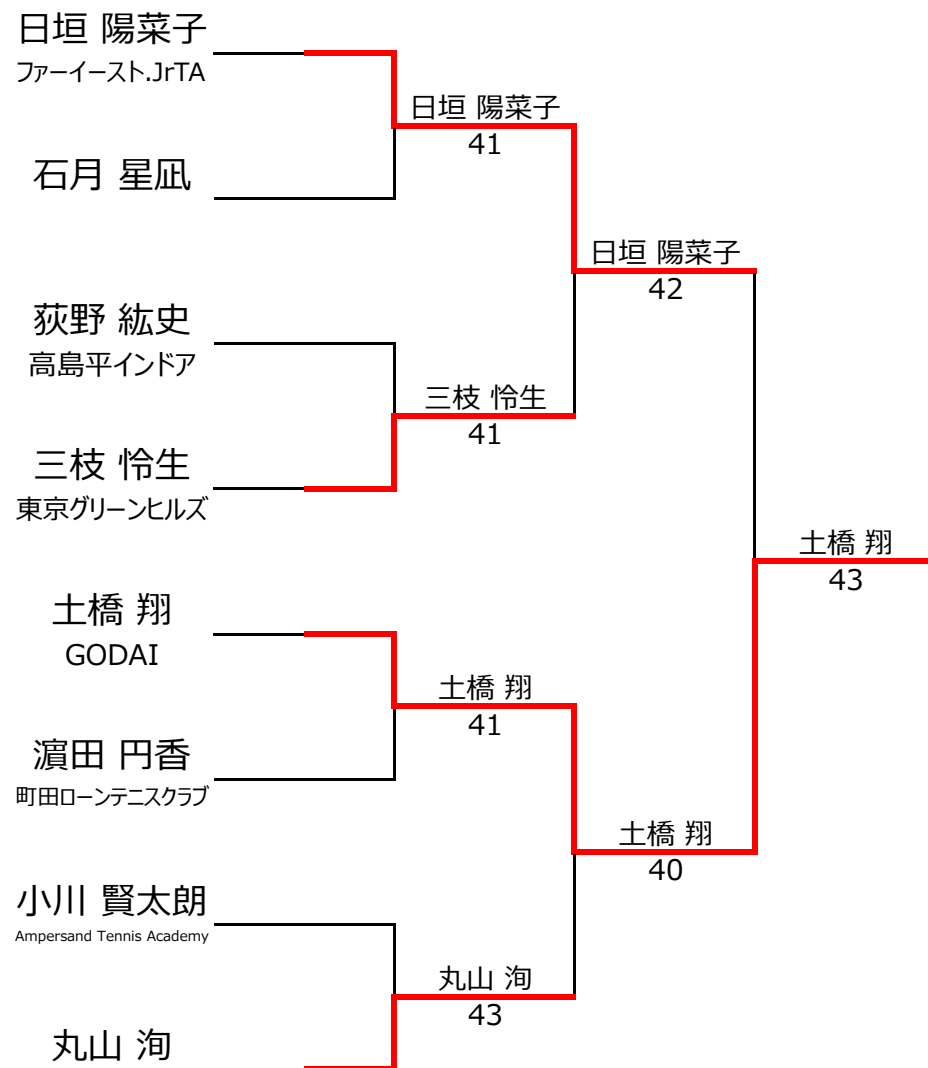 日垣 陽菜子
ファーイースト.JrTA
日垣 陽菜子
41
石月 星凪
日垣 陽菜子
42
荻野 紘史
高島平インドア
三枝 怜生
41
三枝 怜生
東京グリーンヒルズ
土橋 翔
43
土橋 翔
GODAI
土橋 翔
41
濵田 円香
町田ローンテニスクラブ
土橋 翔
40
小川 賢太朗
Ampersand Tennis Academy
丸山 洵
43
丸山 洵